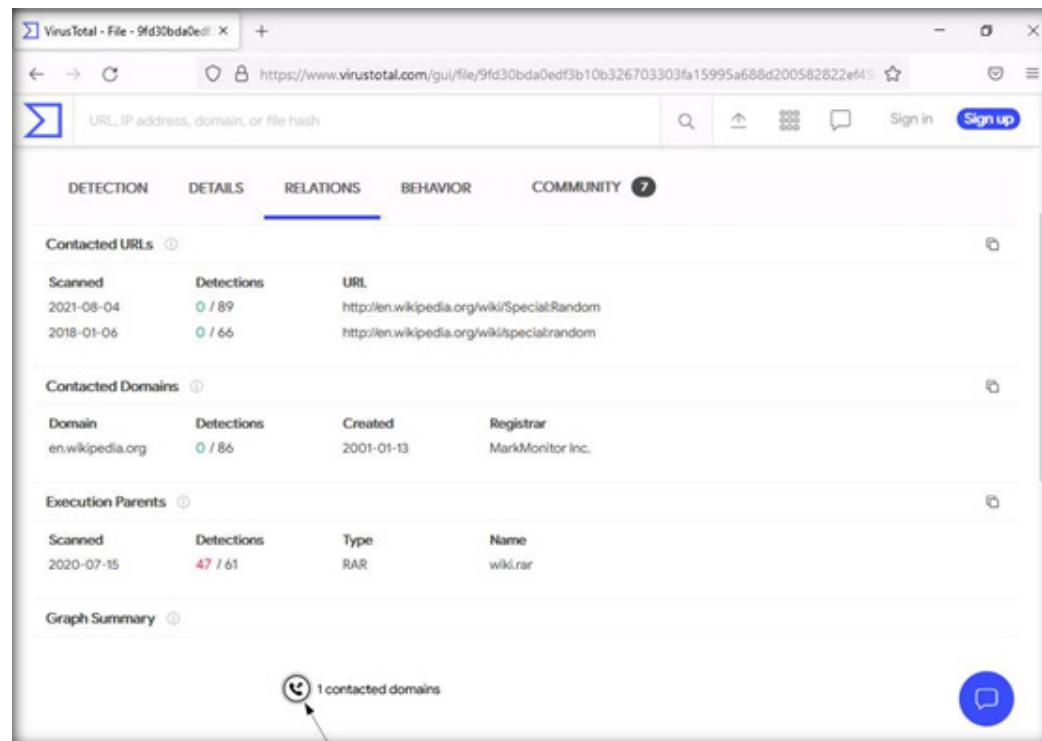 VirusTotal - File - 9fd30bda0edf
https://www.virustotal.com/gui/file/9fd30bda0edf3b10b326703303fa15995a688d200582822ef49
URL, IP address, domain, or file hash
Sign in
Sign up
DETECTION DETAILS RELATIONS BEHAVIOR COMMUNITY 7
Contacted URLs
Scanned Detections URL
2021-08-04 0 / 89 http://en.wikipedia.org/wiki/Special:Random
2018-01-06 0 / 66 http://en.wikipedia.org/wiki/special:random
Contacted Domains
Domain Detections Created Registrar
en.wikipedia.org 0 / 86 2001-01-13 MarkMonitor Inc.
Execution Parents
Scanned Detections Type Name
2020-07-15 47 / 61 RAR wiki.rar
Graph Summary
1 contacted domains